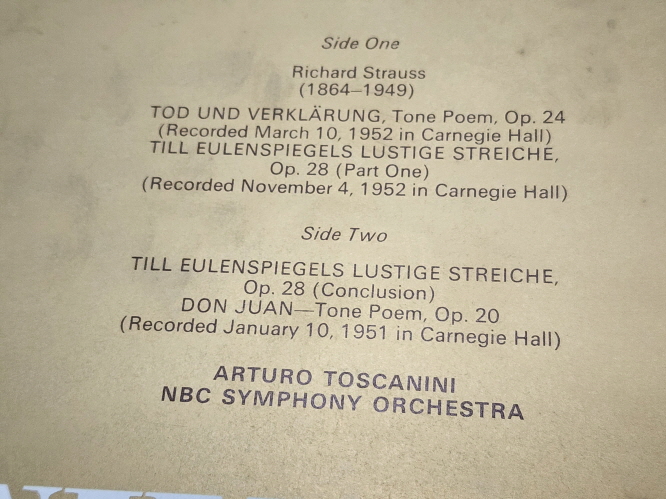 Side One
Richard Strauss
(1864–1949)
TOD UND VERKLÄRUNG, Tone Poem, Op. 24
(Recorded March 10, 1952 in Carnegie Hall)
TILL EULENSPIEGELS LUSTIGE STREICHE,
Op. 28 (Part One)
(Recorded November 4, 1952 in Carnegie Hall)
Side Two
TILL EULENSPIEGELS LUSTIGE STREICHE,
Op. 28 (Conclusion)
DON JUAN—Tone Poem, Op. 20
(Recorded January 10, 1951 in Carnegie Hall)
ARTURO TOSCANINI
NBC SYMPHONY ORCHESTRA